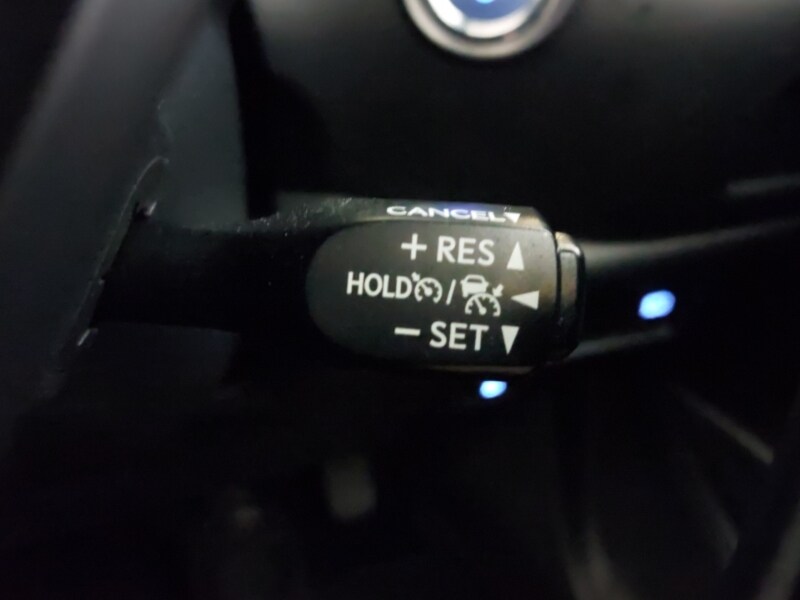 CANCEL▼
+ RES ▲
HOLD / ◀
− SET ▼